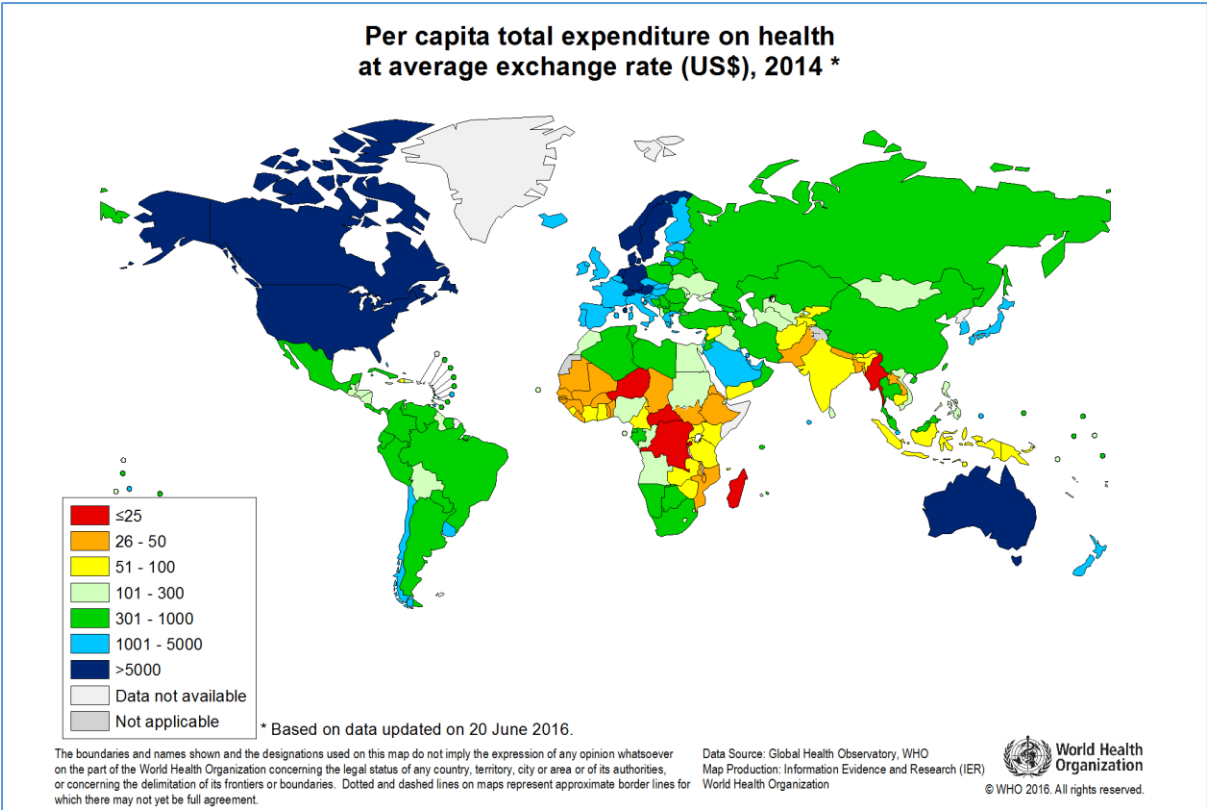 Per capita total expenditure on health
at average exchange rate (US$), 2014 *
≤25
26 - 50
51 - 100
101 - 300
301 - 1000
1001 - 5000
>5000
Data not available
Not applicable
* Based on data updated on 20 June 2016.
The boundaries and names shown and the designations used on this map do not imply the expression of any opinion whatsoever
on the part of the World Health Organization concerning the legal status of any country, territory, city or area or of its authorities,
or concerning the delimitation of its frontiers or boundaries. Dotted and dashed lines on maps represent approximate border lines for
which there may not yet be full agreement.
Data Source: Global Health Observatory, WHO
Map Production: Information Evidence and Research (IER)
World Health Organization
World Health
Organization
© WHO 2016. All rights reserved.